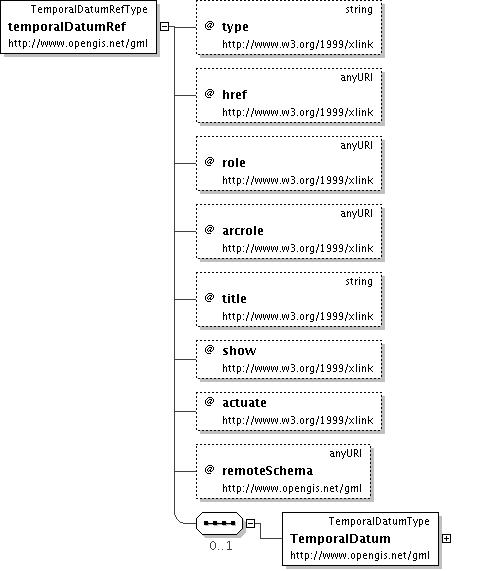 TemporalDatumRefType
temporalDatumRef
http://www.opengis.net/gml
string
@ type
http://www.w3.org/1999/xlink
anyURI
@ href
http://www.w3.org/1999/xlink
anyURI
@ role
http://www.w3.org/1999/xlink
anyURI
@ arcrole
http://www.w3.org/1999/xlink
string
@ title
http://www.w3.org/1999/xlink
@ show
http://www.w3.org/1999/xlink
@ actuate
http://www.w3.org/1999/xlink
anyURI
@ remoteSchema
http://www.opengis.net/gml
0..1
TemporalDatumType
TemporalDatum
http://www.opengis.net/gml